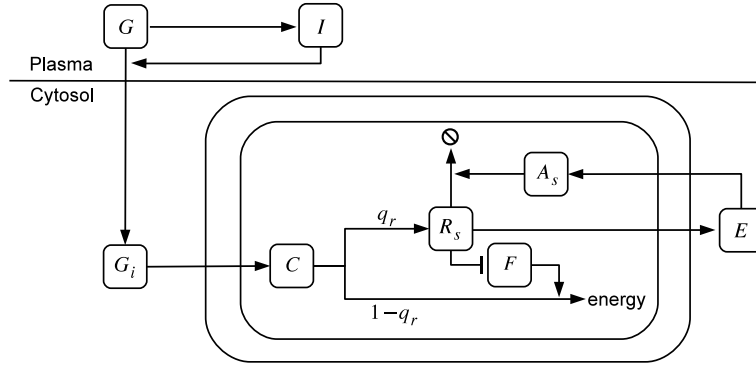 G
I
Plasma
Cytosol
A_s
q_r
R_s
E
G_i
C
F
energy
1−q_r